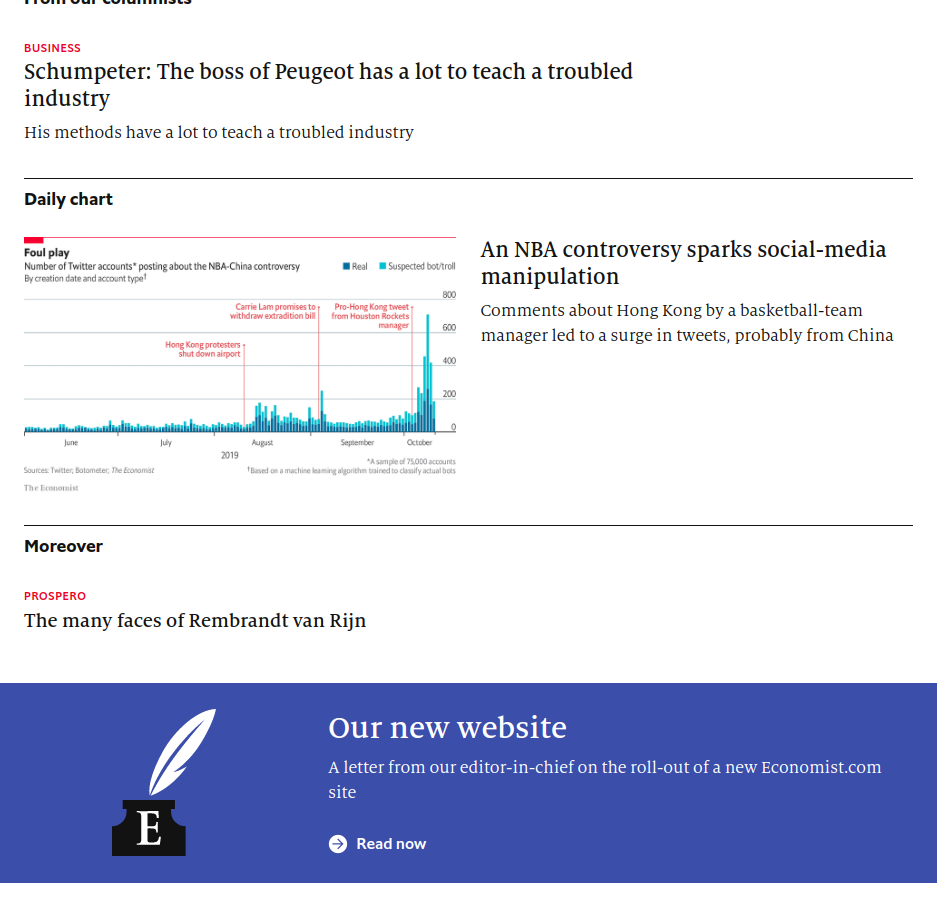 From our columnists
BUSINESS
Schumpeter: The boss of Peugeot has a lot to teach a troubled
industry
His methods have a lot to teach a troubled industry
Daily chart
Foul play
Number of Twitter accounts* posting about the NBA-China controversy
By creation date and account type†
Real
Suspected bot/troll
800
600
400
200
0
Carrie Lam promises to
withdraw extradition bill
Pro-Hong Kong tweet
from Houston Rockets
manager
Hong Kong protesters
shut down airport
June
July
August
September
October
2019
*A sample of 75,000 accounts
Sources: Twitter; Botometer; The Economist
†Based on a machine learning algorithm trained to classify actual bots
The Economist
An NBA controversy sparks social-media
manipulation
Comments about Hong Kong by a basketball-team
manager led to a surge in tweets, probably from China
Moreover
PROSPERO
The many faces of Rembrandt van Rijn
E
Our new website
A letter from our editor-in-chief on the roll-out of a new Economist.com
site
Read now